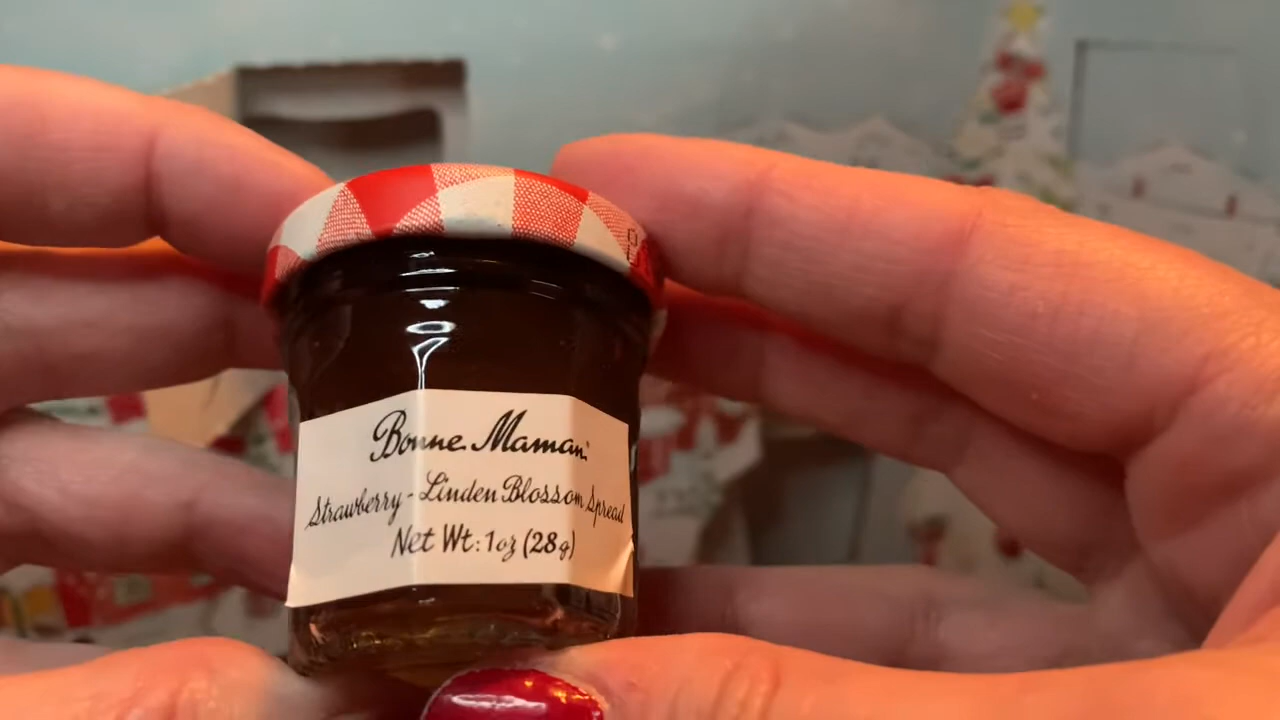 Bonne Maman
Strawberry - Linden Blossom Spread
Net Wt: 1oz (28g)